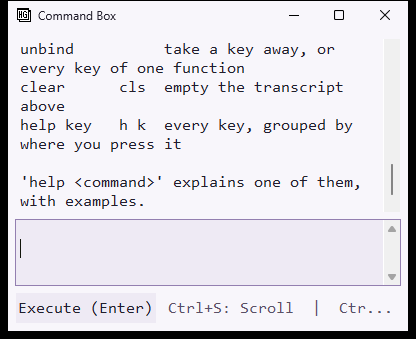 HG Command Box
unbind          take a key away, or
every key of one function
clear      cls  empty the transcript
above
help key   h k  every key, grouped by
where you press it
'help <command>' explains one of them,
with examples.
Execute (Enter) Ctrl+S: Scroll | Ctr...